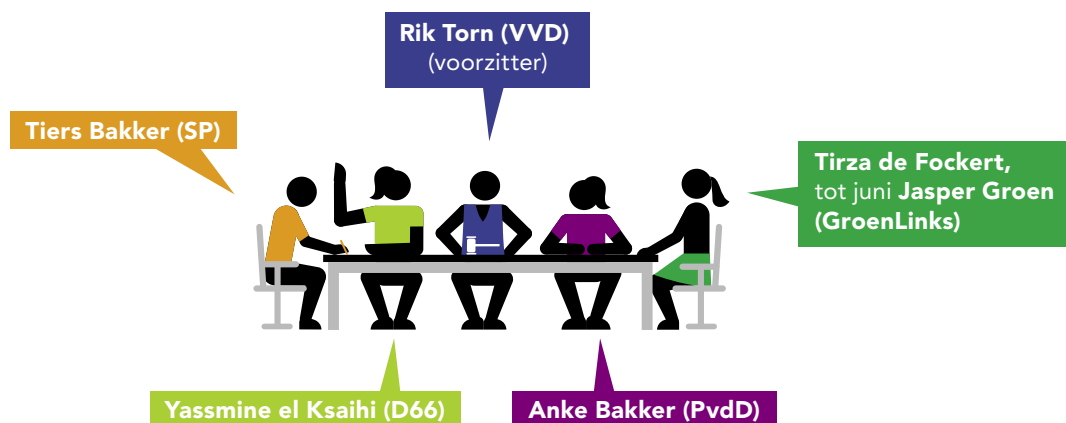 Rik Torn (VVD)
(voorzitter)
Tiers Bakker (SP)
Tirza de Fockert,
tot juni Jasper Groen
(GroenLinks)
Yassmine el Ksaihi (D66)
Anke Bakker (PvdD)